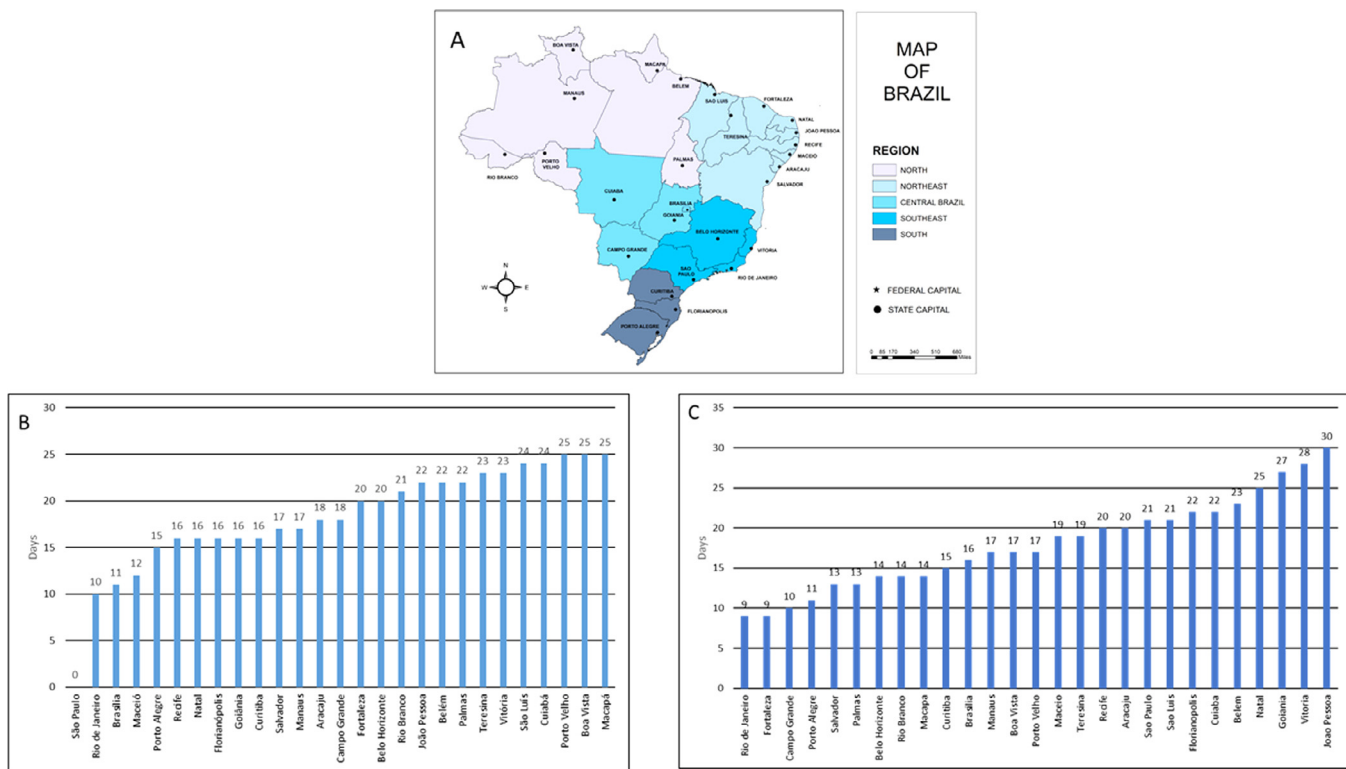 A
BOA VISTA
MACAPA
BELEM
MANAUS
SAO LUIS
FORTALEZA
NATAL
TERESINA
JOAO PESSOA
RECIFE
MACEIO
PORTO
VELHO
PALMAS
ARACAJU
RIO BRANCO
SALVADOR
CUIABA
BRASILIA
GOIANIA
BELO HORIZONTE
CAMPO GRANDE
VITORIA
SAO
PAULO
RIO DE JANEIRO
CURITIBA
FLORIANOPOLIS
PORTO ALEGRE
N
W E
S
MAP
OF
BRAZIL
REGION
NORTH
NORTHEAST
CENTRAL BRAZIL
SOUTHEAST
SOUTH
FEDERAL CAPITAL
STATE CAPITAL
0 85 170 340 510 680
Miles
B
Days
30
25
20
15
10
5
0
0 10 11 12 15 16 16 16 16 16 17 17 18 18 20 20 21 22 22 22 23 23 24 24 25 25 25
São Paulo
Rio de Janeiro
Brasília
Maceió
Porto Alegre
Recife
Natal
Florianópolis
Goiânia
Curitiba
Salvador
Manaus
Aracaju
Campo Grande
Fortaleza
Belo Horizonte
Rio Branco
João Pessoa
Belém
Palmas
Teresina
Vitória
São Luís
Cuiabá
Porto Velho
Boa Vista
Macapá
C
Days
35
30
25
20
15
10
5
0
9 9 10 11 13 13 14 14 14 15 16 17 17 17 19 19 20 20 21 21 22 22 23 25 27 28 30
Rio de Janeiro
Fortaleza
Campo Grande
Porto Alegre
Salvador
Palmas
Belo Horizonte
Rio Branco
Macapa
Curitiba
Brasilia
Manaus
Boa Vista
Porto Velho
Maceio
Teresina
Recife
Aracaju
Sao Paulo
Sao Luis
Florianopolis
Cuiaba
Belem
Natal
Goiania
Vitoria
Joao Pessoa